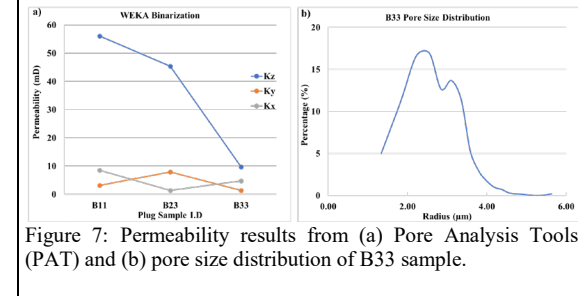 a)
WEKA Binarization
60
50
40
30
20
10
0
Permeability (mD)
Kz
Ky
Kx
B11 B23 B33
Plug Sample I.D
b)
B33 Pore Size Distribution
20
15
10
5
0
Percentage (%)
0.00 2.00 4.00 6.00
Radius (µm)
Figure 7: Permeability results from (a) Pore Analysis Tools
(PAT) and (b) pore size distribution of B33 sample.